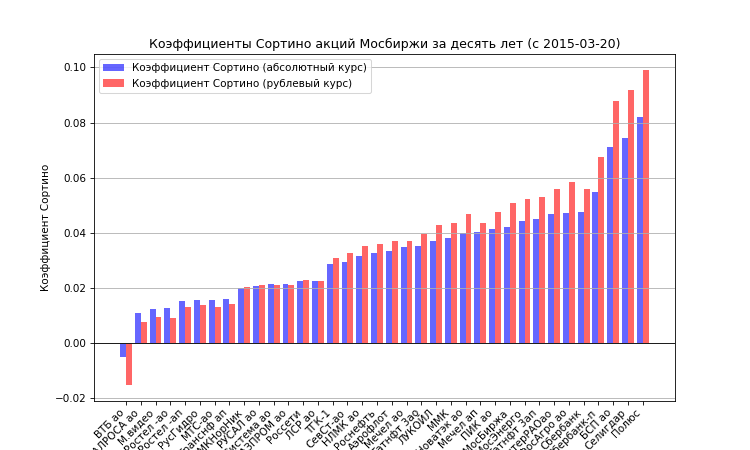 Коэффициенты Сортино акций Мосбиржи за десять лет (с 2015-03-20)
Коэффициент Сортино (абсолютный курс)
Коэффициент Сортино (рублевый курс)
Коэффициент Сортино
0.10
0.08
0.06
0.04
0.02
0.00
−0.02
ВТБ ао
АЛРОСА ао
М.видео
Ростел -ао
Ростел -ап
РусГидро
МТС-ао
Транснф ап
ГМКНорНик
РУСАЛ ао
Система ао
ГАЗПРОМ ао
Россети
ЛСР ао
ТГК-1
СевСт-ао
НЛМК ао
Роснефть
Аэрофлот
Мечел ао
Татнфт 3ао
ЛУКОЙЛ
ММК
Новатэк ао
Мечел ап
ПИК ао
МосБиржа
МосЭнерго
Татнфт 3ап
ИнтерРАОао
РусАгро ао
Сбербанк
Сбербанк-п
БСП ао
Селигдар
Полюс